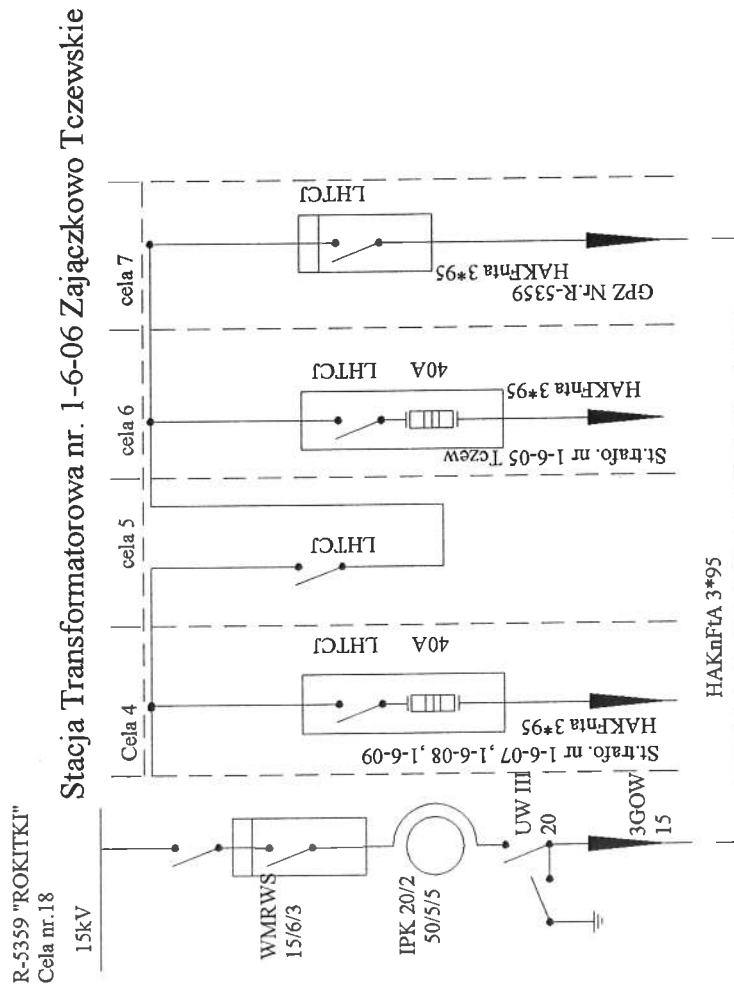 R-5359 "ROKITKI"
Cela nr.18
15kV
WMRWS
15/6/3
IPK 20/2
50/5/5
UW III
20
3GOW
15
Stacja Transformatorowa nr. 1-6-06 Zajączkowo Tczewskie
Cela 4
cela 5
cela 6
cela 7
LHTCJ
40A
HAKFnta 3*95
St.trafo. nr 1-6-07 , 1-6-08 , 1-6-09
LHTCJ
LHTCJ
40A
HAKFnta 3*95
St.trafo. nr 1-6-05 Tczew
LHTCJ
HAKFnta 3*95
GPZ Nr.R-5359
HAKnFtA 3*95